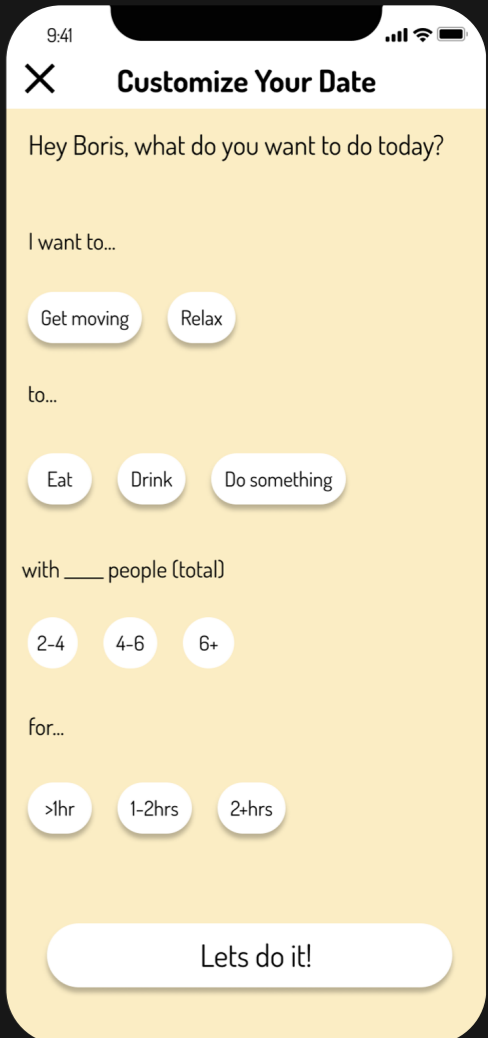 9:41
Customize Your Date
Hey Boris, what do you want to do today?
I want to...
Get moving Relax
to...
Eat Drink Do something
with ____ people (total)
2-4 4-6 6+
for...
>1hr 1-2hrs 2+hrs
Lets do it!